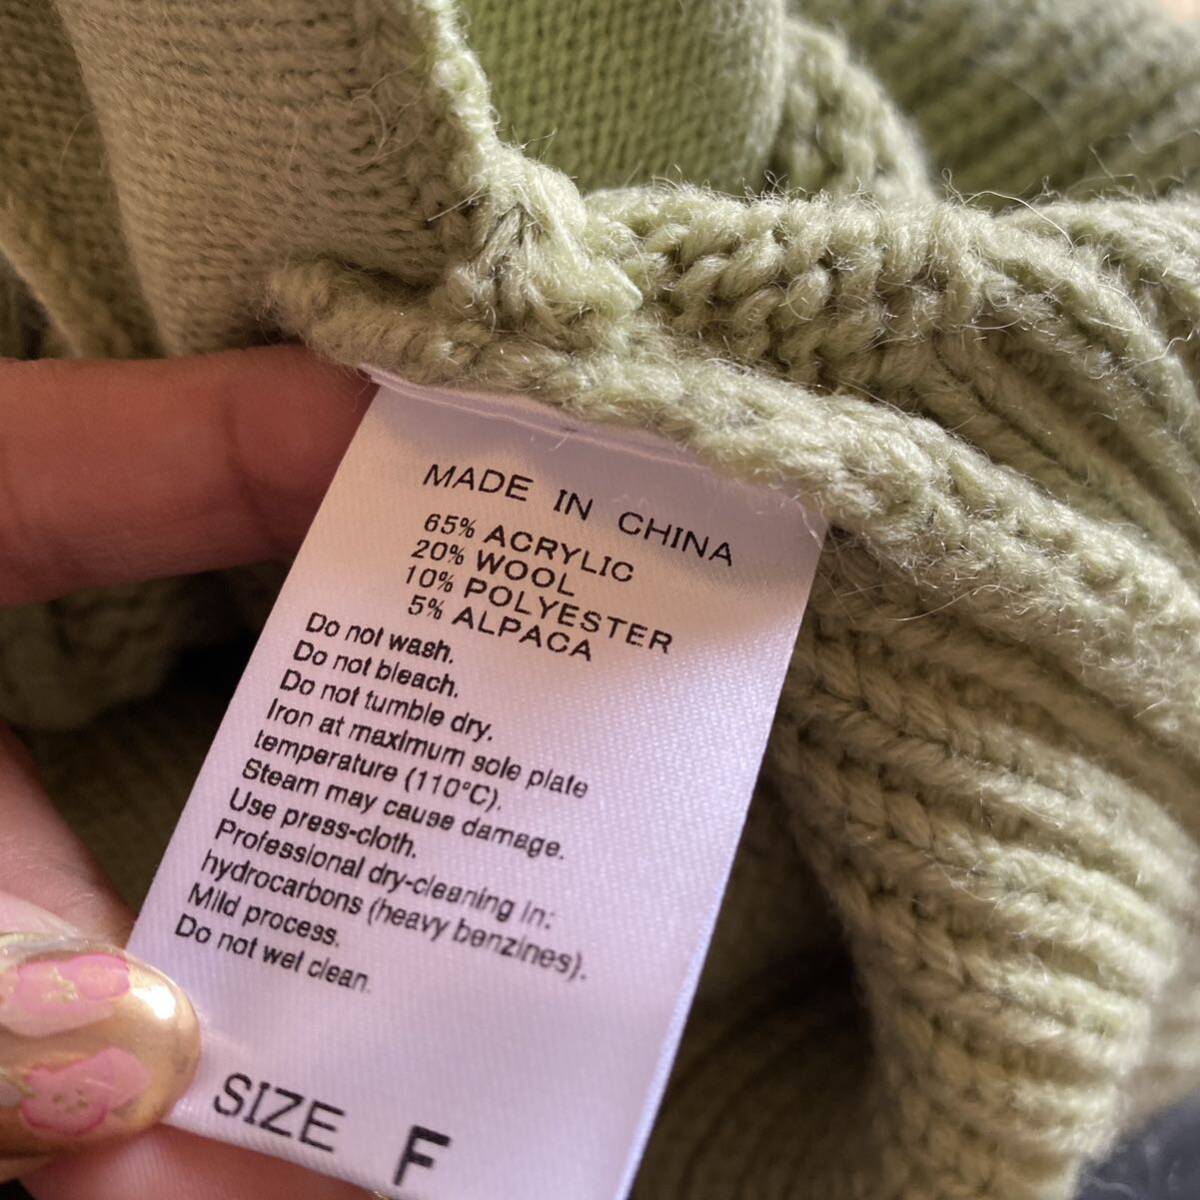 MADE IN CHINA
65% ACRYLIC
20% WOOL
10% POLYESTER
5% ALPACA
Do not wash.
Do not bleach.
Do not tumble dry.
Iron at maximum sole plate
temperature (110°C).
Steam may cause damage.
Use press-cloth.
Professional dry-cleaning in:
hydrocarbons (heavy benzines).
Mild process.
Do not wet clean.
SIZE F